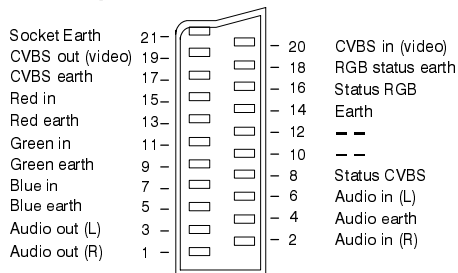 Socket Earth 21
CVBS out (video) 19
CVBS earth 17
Red in 15
Red earth 13
Green in 11
Green earth 9
Blue in 7
Blue earth 5
Audio out (L) 3
Audio out (R) 1
20 CVBS in (video)
18 RGB status earth
16 Status RGB
14 Earth
12 – –
10 – –
8 Status CVBS
6 Audio in (L)
4 Audio earth
2 Audio in (R)